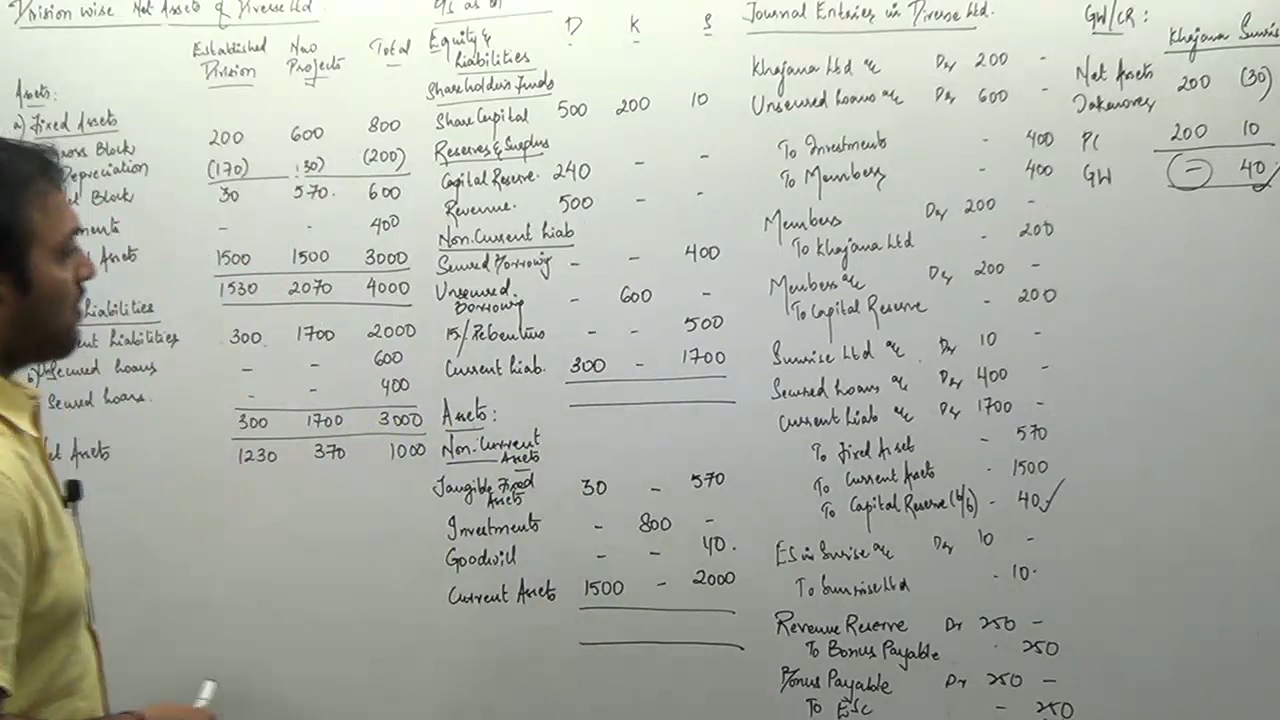 Division wise Net Assets of Diverse Ltd.
Established Division
New Projects
Total
Assets:
a) Fixed Assets
Gross Block 200 600 800
Depreciation (170) (30) (200)
Block 30 570 600
ments - - 400
Assets 1500 1500 3000
1530 2070 4000
Liabilities
ent Liabilities 300 1700 2000
b) UnSecured Loans - - 600
Secured Loans. - - 400
300 1700 3000
Net Assets 1230 370 1000
B/S as at
D K S
Equity & Liabilities
Shareholder's Funds
Share Capital 500 200 10
Reserves & Surplus
Capital Reserve. 240 - -
Revenue. 500 - -
Non.Current Liab
Secured Borrowing - - 400
Unsecured. Borrowing - 600 -
15% Debentures - - 500
Current Liab. 300 - 1700
Assets:
Non-Current Assets
Tangible Fixed Assets 30 - 570
Investments - 800 -
Goodwill - - 40.
Current Assets 1500 - 2000
Journal Entries in Diverse Ltd.
Khajana Ltd a/c Dr 200 -
Unsecured Loans a/c Dr 600 -
To Investments - 400
To Members - 400
Members Dr 200 -
To Khajana Ltd - 200
Members a/c Dr 200 -
To Capital Reserve - 200
Sunrise Ltd a/c Dr 10 -
Secured Loans a/c Dr 400 -
Current Liab a/c Dr 1700 -
To Fixed Asset - 570
To Current Assets - 1500
To Capital Reserve (b/b) - 40 ✓
ES in Sunrise a/c Dr 10 -
To Sunrise Ltd - 10.
Revenue Reserve Dr 250 -
To Bonus Payable - 250
Bonus Payable Dr 250 -
To ESC - 250
GW/CR:
Khajana Sunris
Net Assets Takenover 200 (30)
PC 200 10
GW - 40